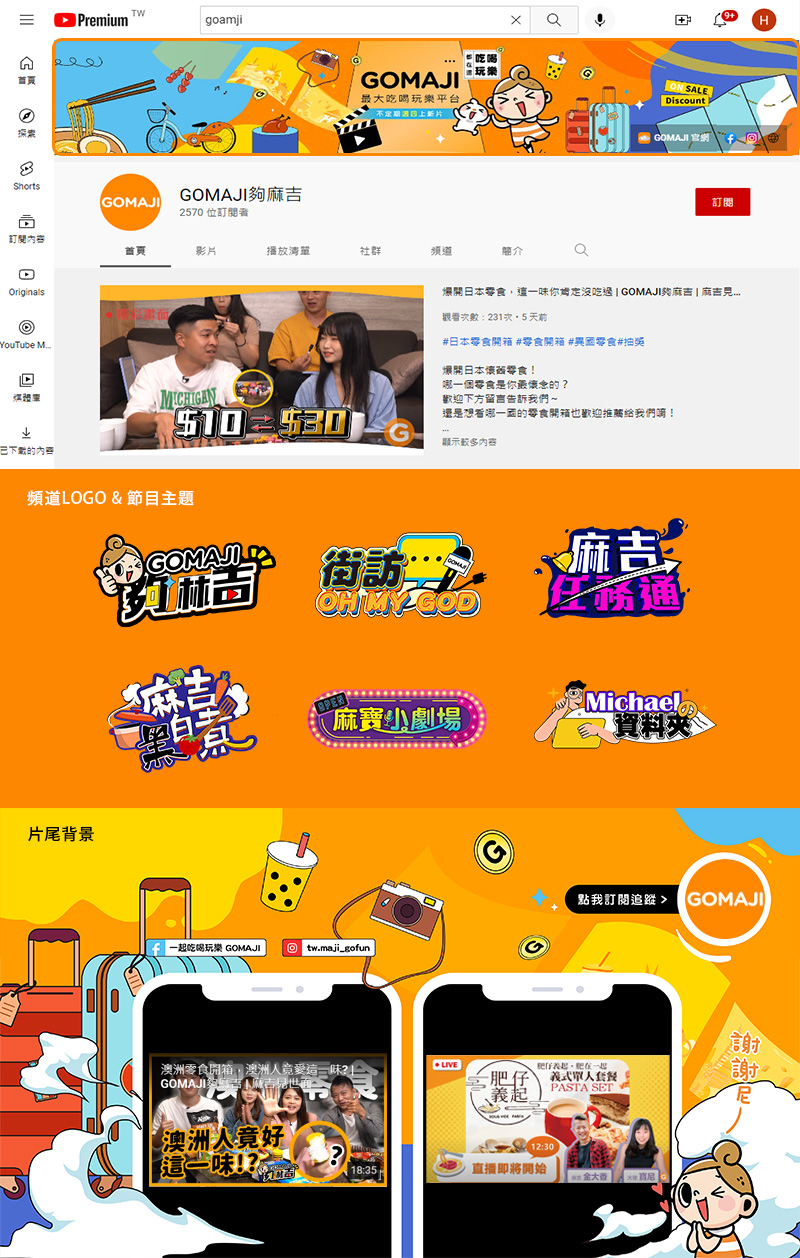 Premium TW
goamji
9+
H
首頁
探索
Shorts
訂閱內容
Originals
YouTube M...
媒體庫
已下載的內容
GOMAJI
最大吃喝玩樂平台
不定期週四上新片
都在這
吃喝
玩樂
ON SALE
Discount
GOMAJI 官網
GOMAJI
GOMAJI夠麻吉
2570 位訂閱者
訂閱
首頁
影片
播放清單
社群
頻道
簡介
MICHIGAN
$10 ⇌ $30
G
爆開日本零食，這一味你肯定沒吃過 | GOMAJI夠麻吉 | 麻吉見...
觀看次數：231次・5 天前
#日本零食開箱 #零食開箱 #異國零食#抽獎
爆開日本懷舊零食！
哪一個零食是你最懷念的？
歡迎下方留言告訴我們～
還是想看哪一國的零食開箱也歡迎推薦給我們唷！
...
顯示較多內容
頻道LOGO & 節目主題
GOMAJI
夠麻吉
街訪
GOMAJI
OH MY GOD
麻吉
任務通
麻吉
黑白煮
OPEN
麻寶小劇場
Michael の
資料夾
片尾背景
G
點我訂閱追蹤 >
GOMAJI
一起吃喝玩樂 GOMAJI
tw.maji_gofun
G
澳洲零食開箱，澳洲人竟愛這一味? |
GOMAJI夠麻吉 | 麻吉見世面
澳洲人竟好
這一味!?
?
夠麻吉
18:35
LIVE
肥仔
義起
SOUS-VIDE PASTA
肥仔義起，肥在一起
義式單人套餐
PASTA SET
12:30
直播即將開始
金大香
寶尼
謝謝尼